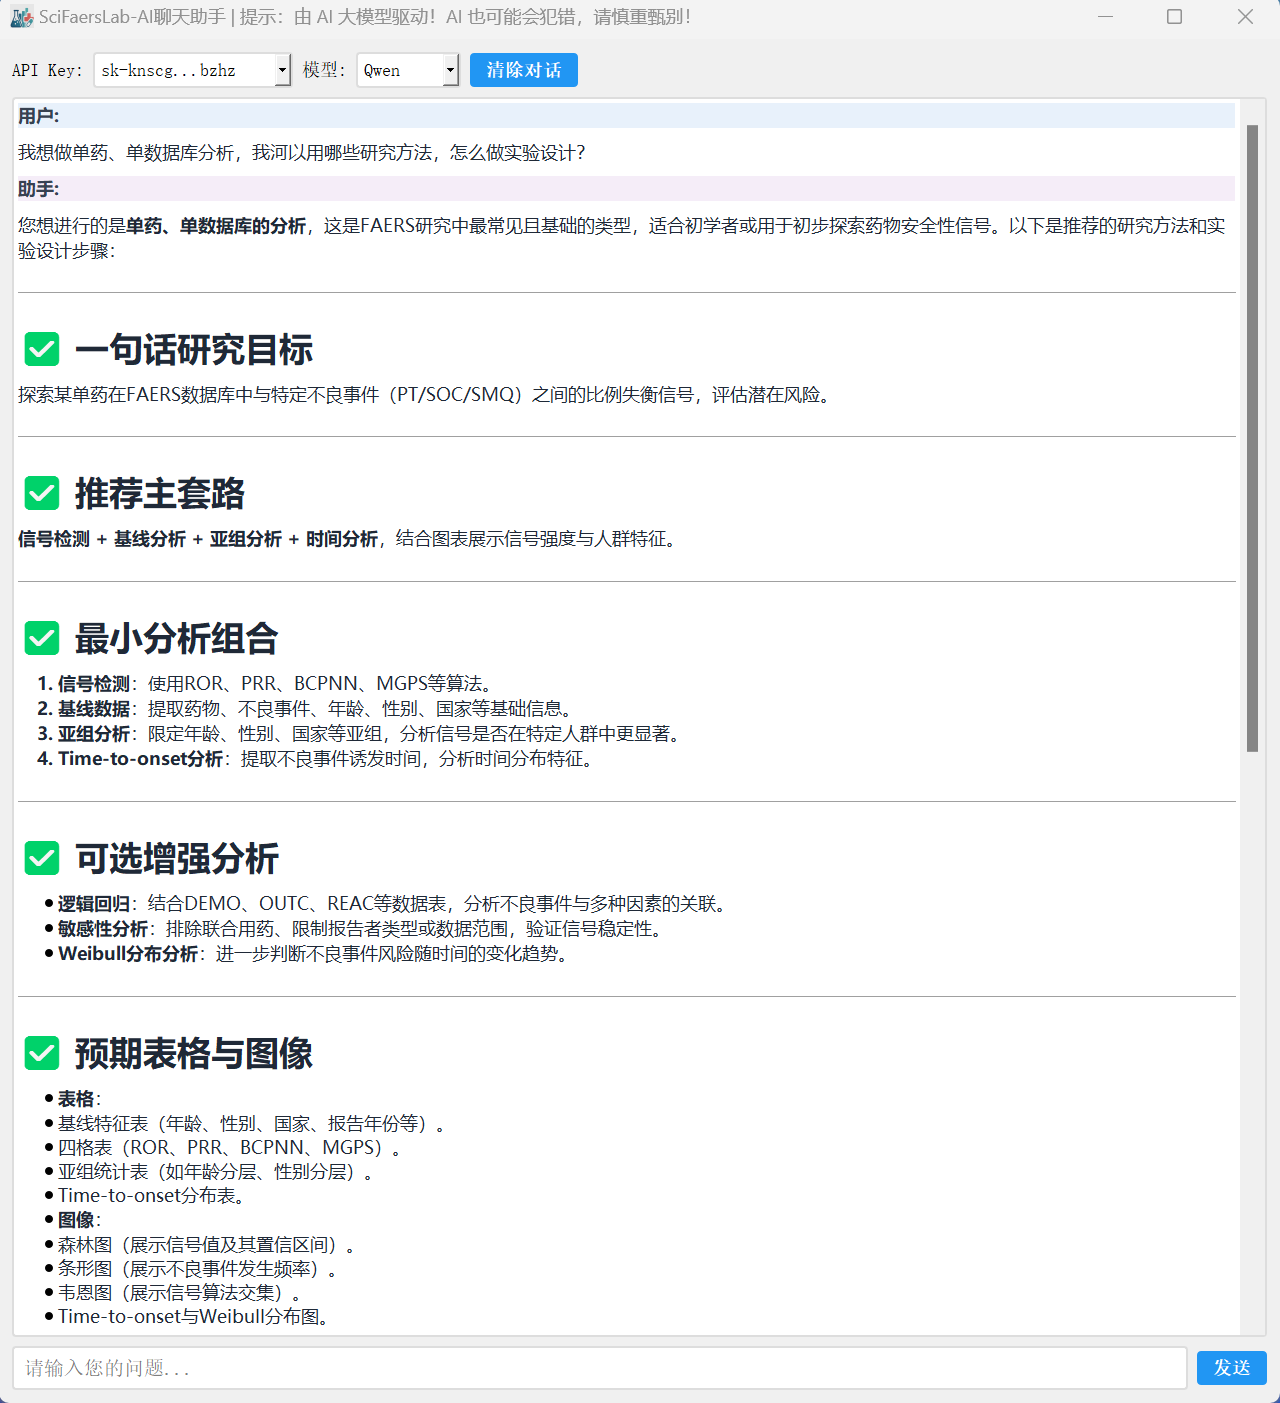 SciFaersLab-AI聊天助手 | 提示：由 AI 大模型驱动！AI 也可能会犯错，请慎重甄别！
API Key: sk-knscg...bzhz 模型: Qwen 清除对话
用户:
我想做单药、单数据库分析，我河以用哪些研究方法，怎么做实验设计？
助手:
您想进行的是单药、单数据库的分析，这是FAERS研究中最常见且基础的类型，适合初学者或用于初步探索药物安全性信号。以下是推荐的研究方法和实
验设计步骤：
✅ 一句话研究目标
探索某单药在FAERS数据库中与特定不良事件（PT/SOC/SMQ）之间的比例失衡信号，评估潜在风险。
✅ 推荐主套路
信号检测 + 基线分析 + 亚组分析 + 时间分析，结合图表展示信号强度与人群特征。
✅ 最小分析组合
1. 信号检测：使用ROR、PRR、BCPNN、MGPS等算法。
2. 基线数据：提取药物、不良事件、年龄、性别、国家等基础信息。
3. 亚组分析：限定年龄、性别、国家等亚组，分析信号是否在特定人群中更显著。
4. Time-to-onset分析：提取不良事件诱发时间，分析时间分布特征。
✅ 可选增强分析
● 逻辑回归：结合DEMO、OUTC、REAC等数据表，分析不良事件与多种因素的关联。
● 敏感性分析：排除联合用药、限制报告者类型或数据范围，验证信号稳定性。
● Weibull分布分析：进一步判断不良事件风险随时间的变化趋势。
✅ 预期表格与图像
● 表格：
● 基线特征表（年龄、性别、国家、报告年份等）。
● 四格表（ROR、PRR、BCPNN、MGPS）。
● 亚组统计表（如年龄分层、性别分层）。
● Time-to-onset分布表。
● 图像：
● 森林图（展示信号值及其置信区间）。
● 条形图（展示不良事件发生频率）。
● 韦恩图（展示信号算法交集）。
● Time-to-onset与Weibull分布图。
请输入您的问题... 发送